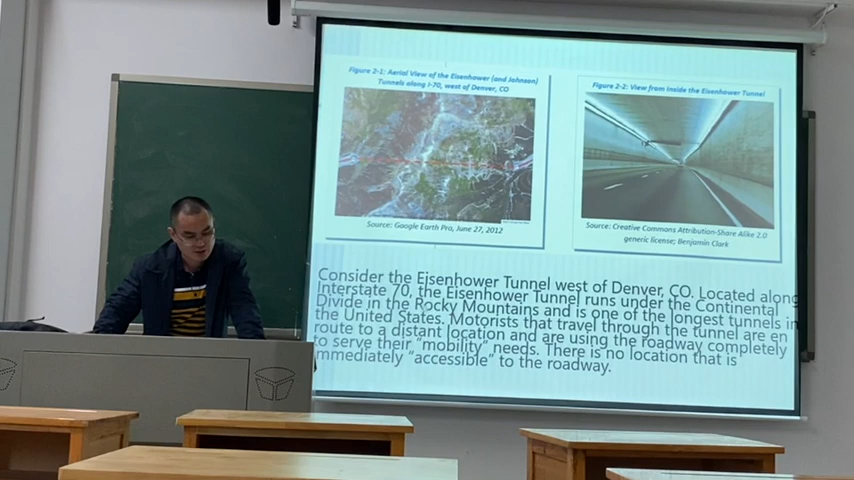 Figure 2-1: Aerial View of the Eisenhower (and Johnson)
Tunnels along I-70, west of Denver, CO
Source: Google Earth Pro, June 27, 2012
Figure 2-2: View from Inside the Eisenhower Tunnel
Source: Creative Commons Attribution-Share Alike 2.0
generic license; Benjamin Clark
Consider the Eisenhower Tunnel west of Denver, CO. Located along
Interstate 70, the Eisenhower Tunnel runs under the Continental
Divide in the Rocky Mountains and is one of the longest tunnels in
the United States. Motorists that travel through the tunnel are en
route to a distant location and are using the roadway completely
to serve their “mobility” needs. There is no location that is
immediately “accessible” to the roadway.